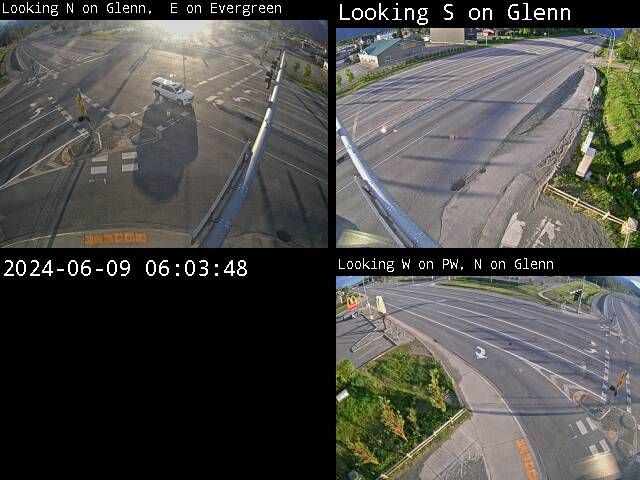 Looking N on Glenn,  E on Evergreen
Looking S on Glenn
2024-06-09 06:03:48
Looking W on PW, N on Glenn